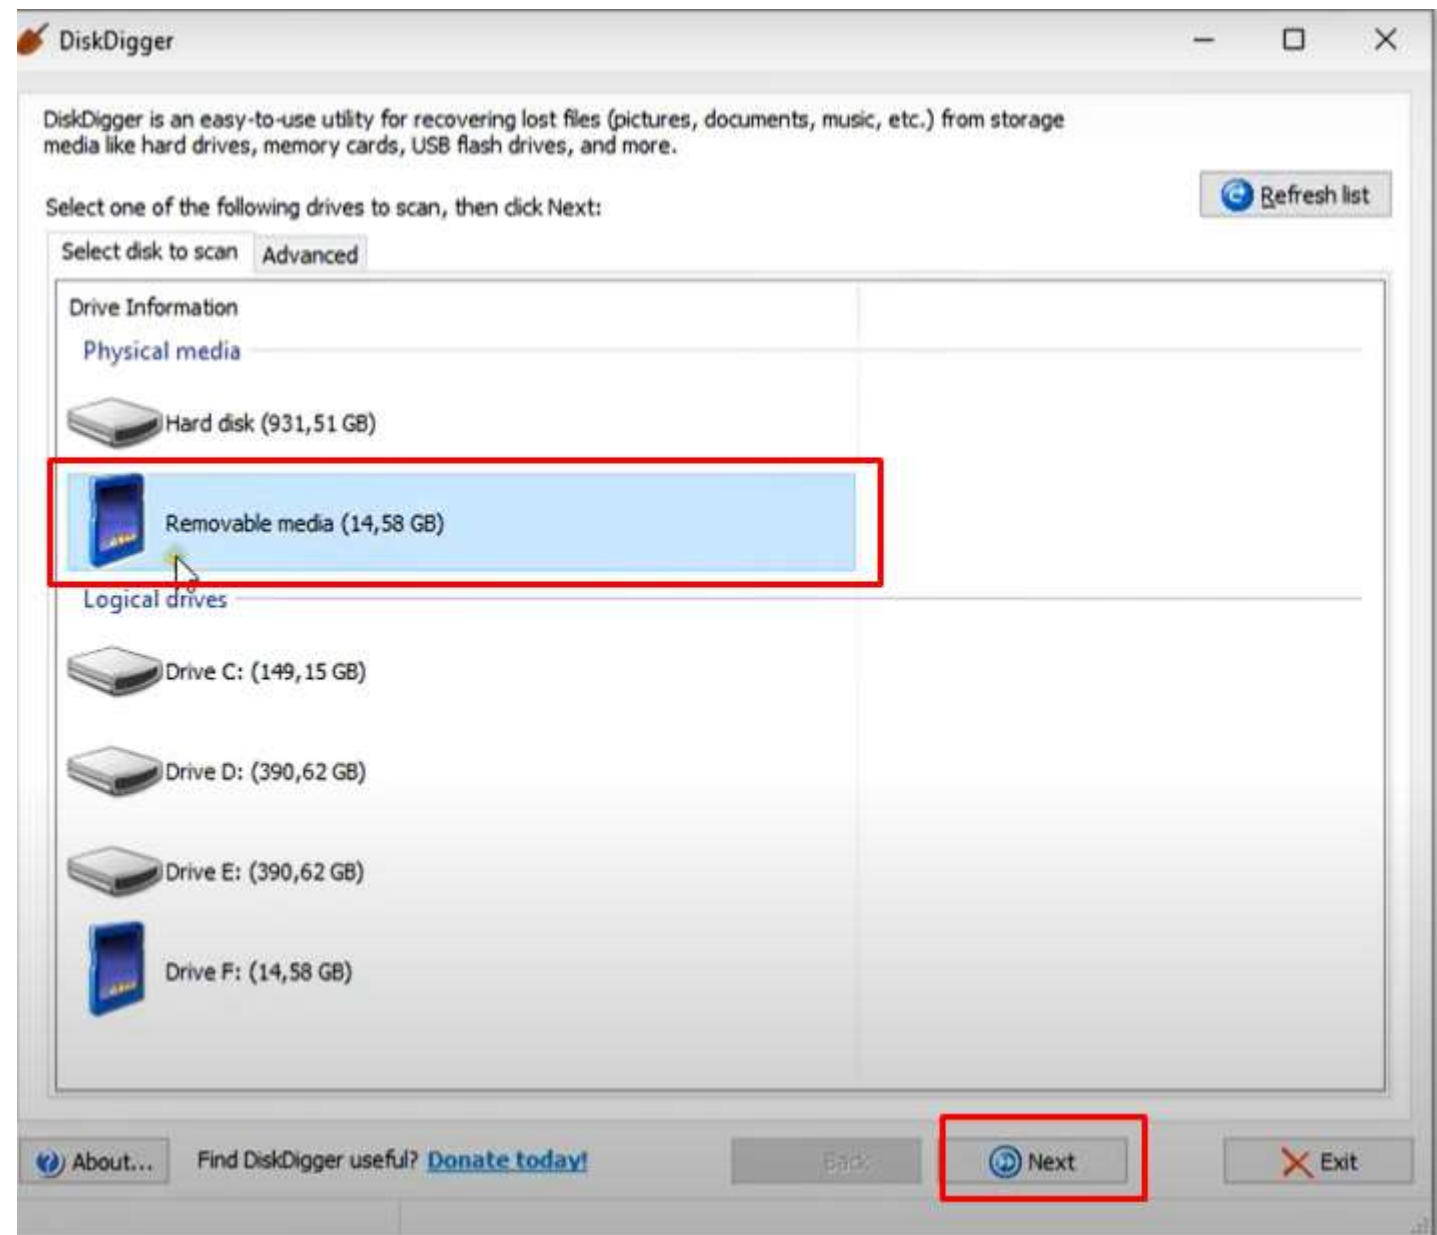 DiskDigger
DiskDigger is an easy-to-use utility for recovering lost files (pictures, documents, music, etc.) from storage
media like hard drives, memory cards, USB flash drives, and more.
Refresh list
Select one of the following drives to scan, then click Next:
Select disk to scan Advanced
Drive Information
Physical media
Hard disk (931,51 GB)
Removable media (14,58 GB)
Logical drives
Drive C: (149,15 GB)
Drive D: (390,62 GB)
Drive E: (390,62 GB)
Drive F: (14,58 GB)
About... Find DiskDigger useful? Donate today! Back Next Exit